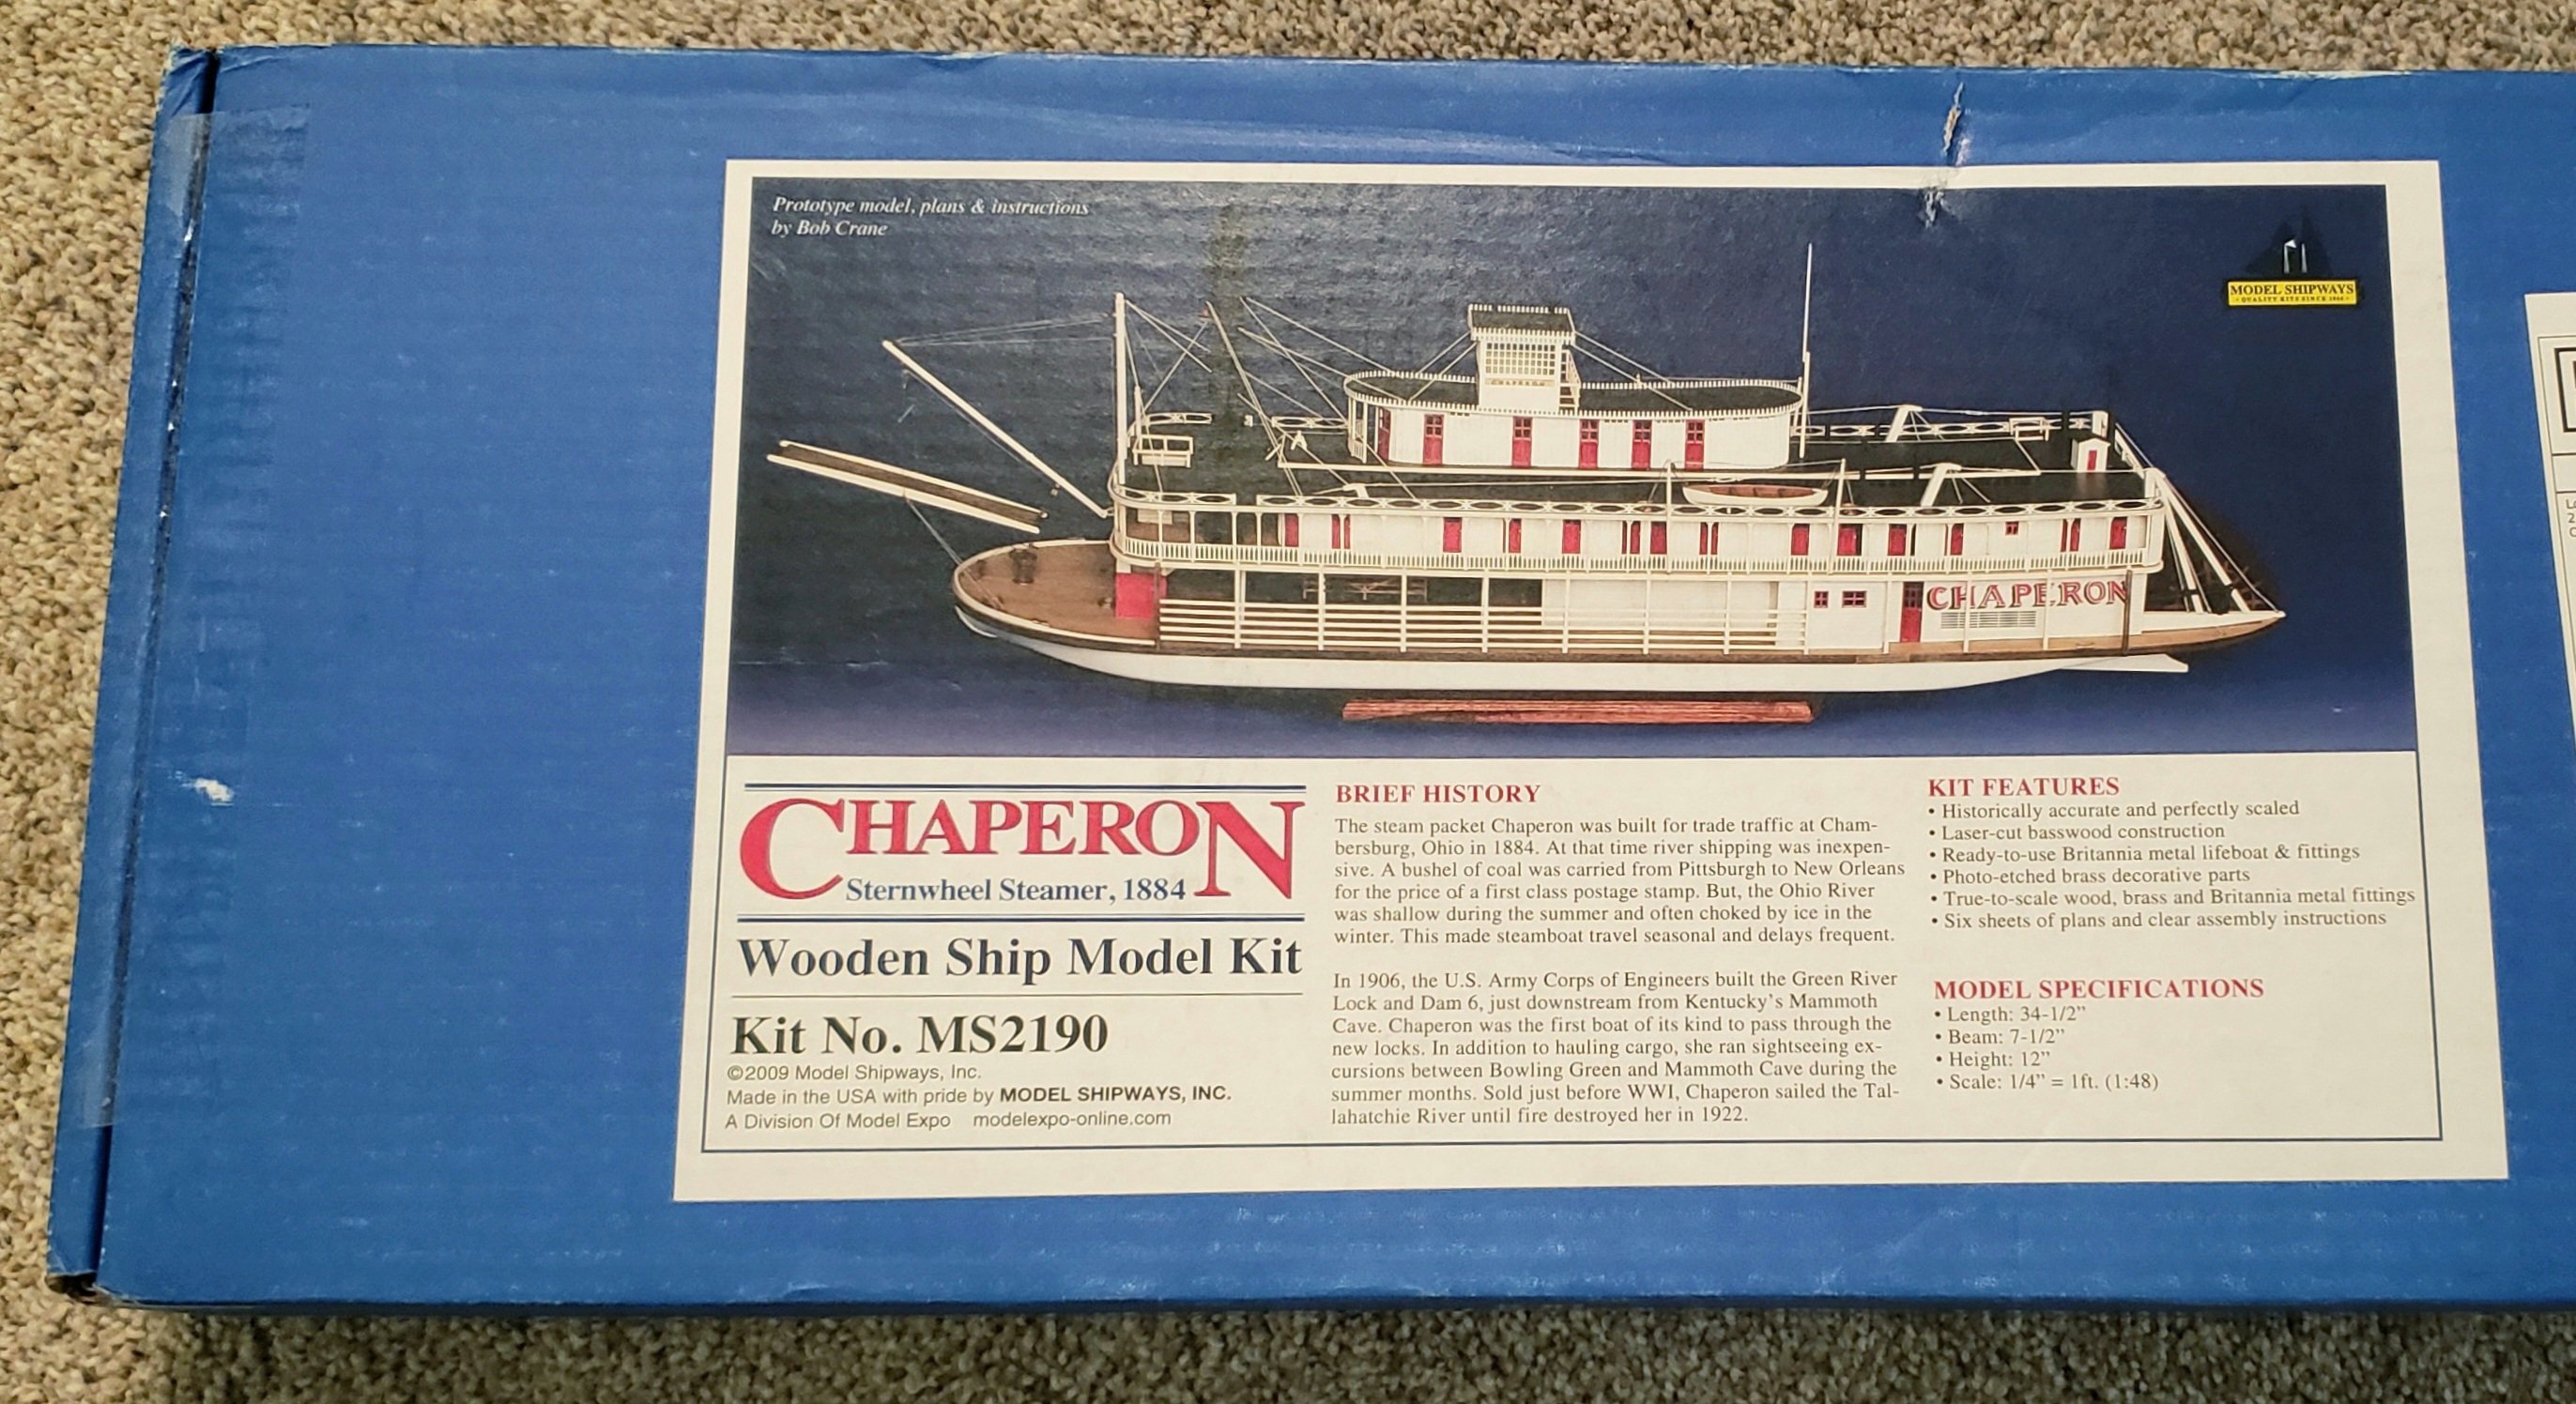 Prototype model, plans & instructions
by Bob Crane
MODEL SHIPWAYS
CHAPERON
CHAPERON
CHAPERON
Sternwheel Steamer, 1884
Wooden Ship Model Kit
Kit No. MS2190
©2009 Model Shipways, Inc.
Made in the USA with pride by MODEL SHIPWAYS, INC.
A Division Of Model Expo modelexpo-online.com
BRIEF HISTORY
The steam packet Chaperon was built for trade traffic at Cham-
bersburg, Ohio in 1884. At that time river shipping was inexpen-
sive. A bushel of coal was carried from Pittsburgh to New Orleans
for the price of a first class postage stamp. But, the Ohio River
was shallow during the summer and often choked by ice in the
winter. This made steamboat travel seasonal and delays frequent.
In 1906, the U.S. Army Corps of Engineers built the Green River
Lock and Dam 6, just downstream from Kentucky's Mammoth
Cave. Chaperon was the first boat of its kind to pass through the
new locks. In addition to hauling cargo, she ran sightseeing ex-
cursions between Bowling Green and Mammoth Cave during the
summer months. Sold just before WWI, Chaperon sailed the Tal-
lahatchie River until fire destroyed her in 1922.
KIT FEATURES
• Historically accurate and perfectly scaled
• Laser-cut basswood construction
• Ready-to-use Britannia metal lifeboat & fittings
• Photo-etched brass decorative parts
• True-to-scale wood, brass and Britannia metal fittings
• Six sheets of plans and clear assembly instructions
MODEL SPECIFICATIONS
• Length: 34-1/2"
• Beam: 7-1/2"
• Height: 12"
• Scale: 1/4" = 1ft. (1:48)